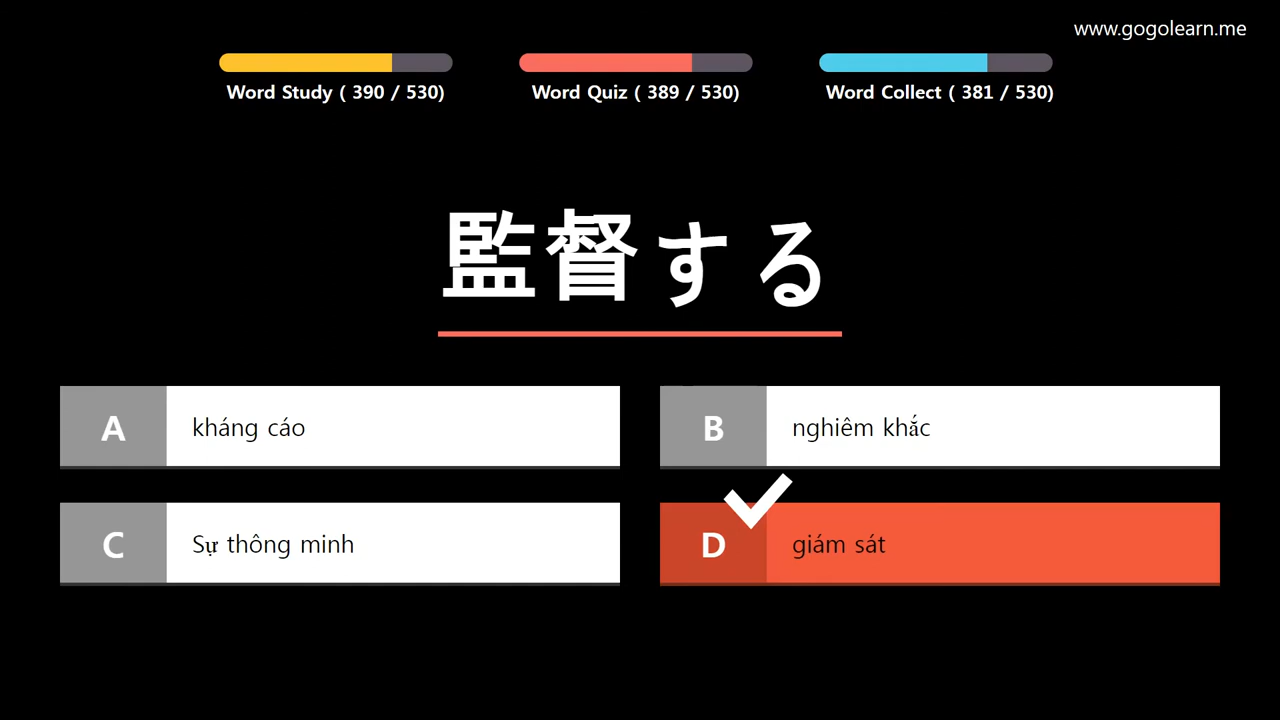 www.gogolearn.me
Word Study ( 390 / 530)
Word Quiz ( 389 / 530)
Word Collect ( 381 / 530)
監督する
A kháng cáo
B nghiêm khắc
C Sự thông minh
D giám sát